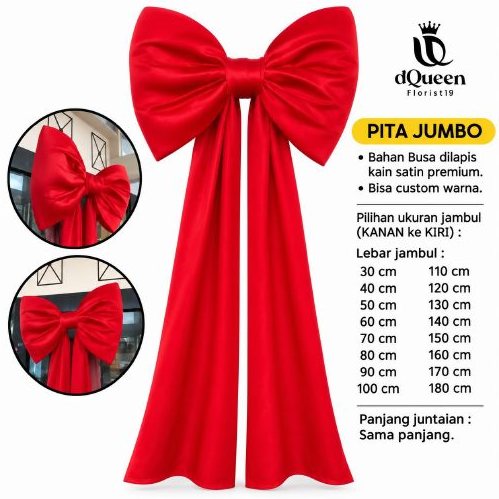 dQueen
Florist19
PITA JUMBO
• Bahan Busa dilapis
kain satin premium.
• Bisa custom warna.
Pilihan ukuran jambul
(KANAN ke KIRI) :
Lebar jambul :
30 cm 110 cm
40 cm 120 cm
50 cm 130 cm
60 cm 140 cm
70 cm 150 cm
80 cm 160 cm
90 cm 170 cm
100 cm 180 cm
Panjang juntaian :
Sama panjang.